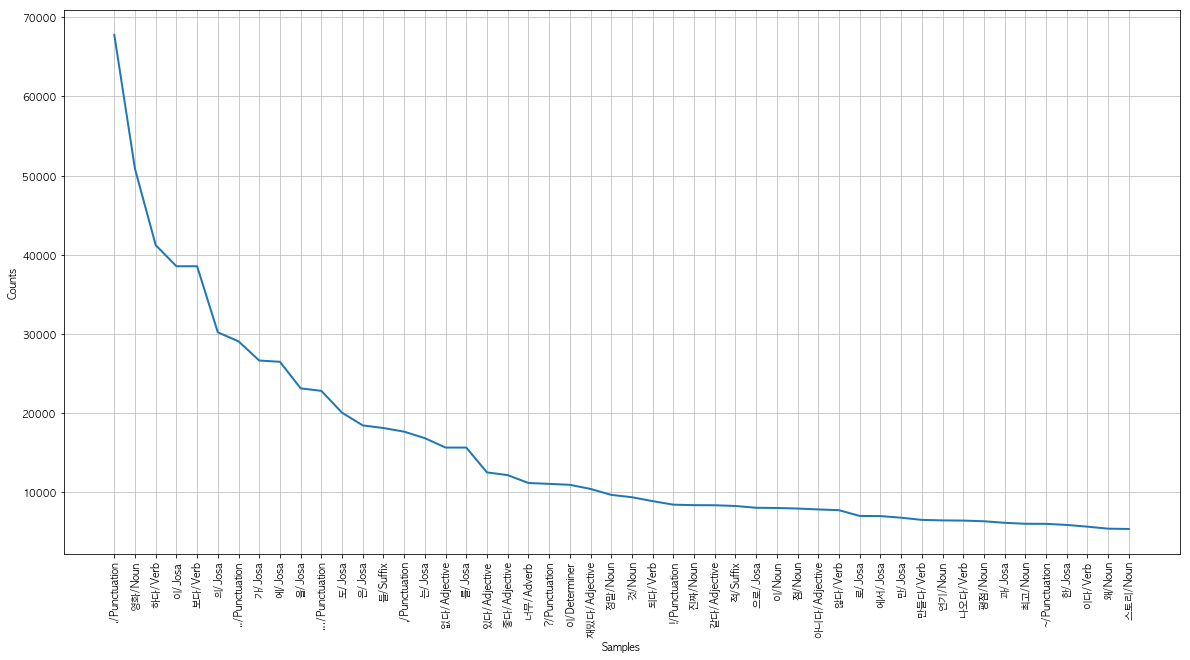 70000
60000
50000
40000
30000
20000
10000
Counts
./Punctuation
영화/Noun
하다/Verb
이/Josa
보다/Verb
의/Josa
../Punctuation
가/Josa
에/Josa
을/Josa
.../Punctuation
도/Josa
은/Josa
들/Suffix
,/Punctuation
는/Josa
없다/Adjective
를/Josa
있다/Adjective
좋다/Adjective
너무/Adverb
?/Punctuation
이/Determiner
재밌다/Adjective
정말/Noun
것/Noun
되다/Verb
!/Punctuation
진짜/Noun
같다/Adjective
적/Suffix
으로/Josa
이/Noun
점/Noun
아니다/Adjective
않다/Verb
로/Josa
에서/Josa
만/Josa
만들다/Verb
연기/Noun
나오다/Verb
평점/Noun
과/Josa
최고/Noun
~/Punctuation
한/Josa
이다/Verb
왜/Noun
스토리/Noun
Samples